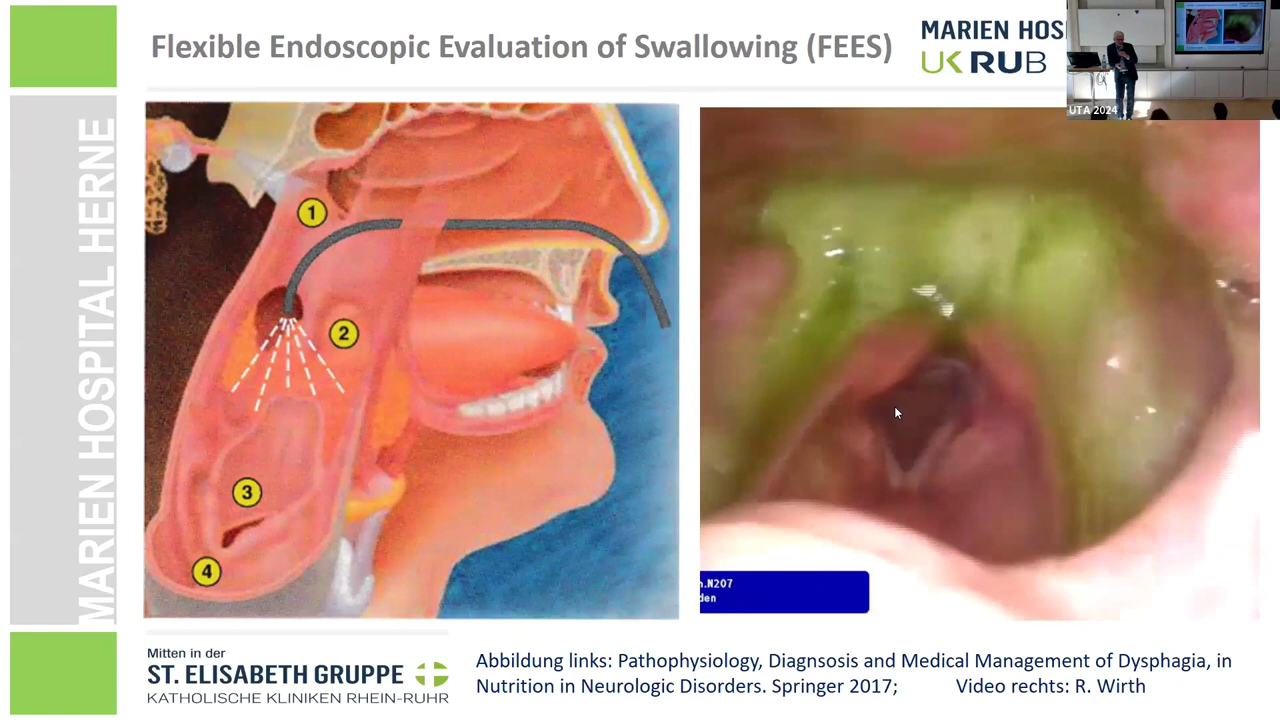 Flexible Endoscopic Evaluation of Swallowing (FEES)
MARIEN HOS
UK RUB
UTA 2024
MARIEN HOSPITAL HERNE
1
2
3
4
n.N207
den
Mitten in der
ST. ELISABETH GRUPPE
KATHOLISCHE KLINIKEN RHEIN-RUHR
Abbildung links: Pathophysiology, Diagnsosis and Medical Management of Dysphagia, in
Nutrition in Neurologic Disorders. Springer 2017; Video rechts: R. Wirth